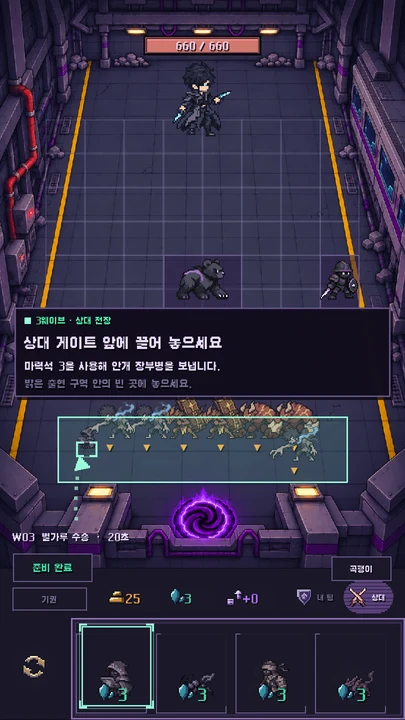 660 / 660
3웨이브 · 상대 전장
상대 게이트 앞에 끌어 놓으세요
마력석 3을 사용해 안개 장부병을 보냅니다.
밝은 출현 구역 안의 빈 곳에 놓으세요.
W03 벌가루 수송 · 20초
준비 완료
곡괭이
기원
25
3
+0
내 팀
상대
3
3
3
3